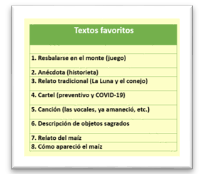 Textos favoritos
1. Resbalarse en el monte (juego)
2. Anécdota (historieta)
3. Relato tradicional (La Luna y el conejo)
4. Cartel (preventivo y COVID-19)
5. Canción (las vocales, ya amaneció, etc.)
6. Descripción de objetos sagrados
7. Relato del maíz
8. Cómo apareció el maíz